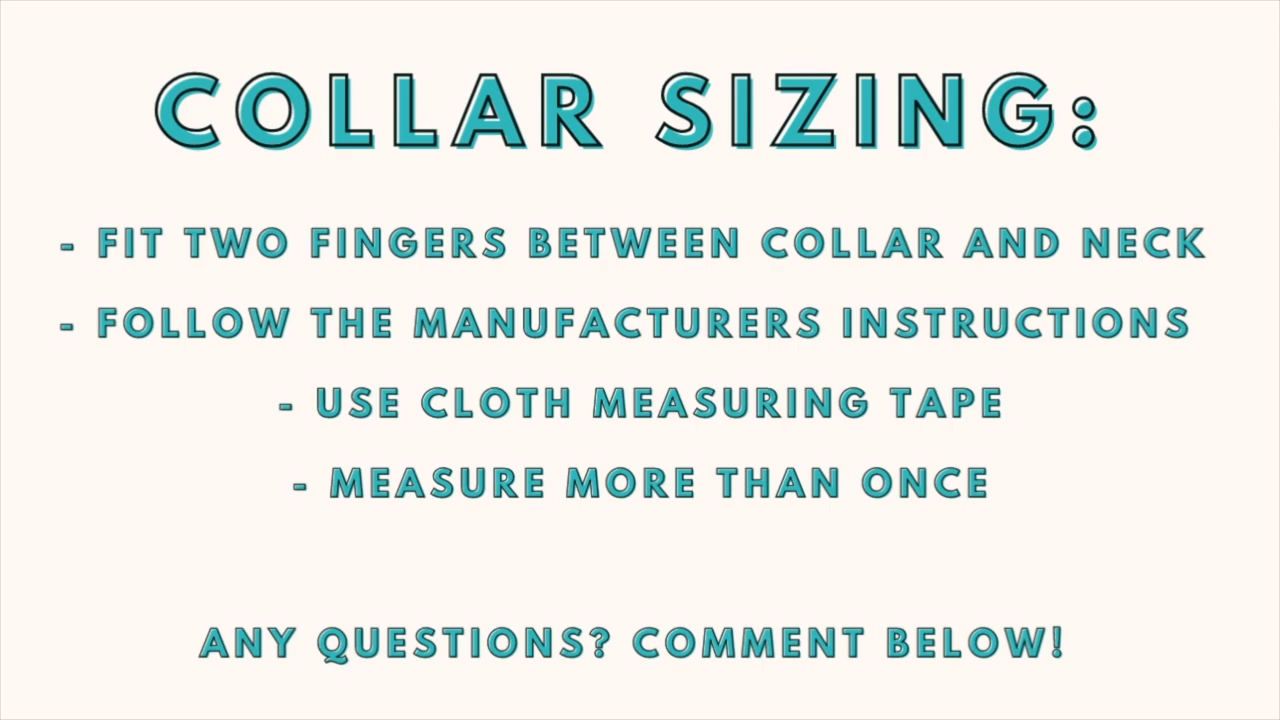 COLLAR SIZING:
- FIT TWO FINGERS BETWEEN COLLAR AND NECK
- FOLLOW THE MANUFACTURERS INSTRUCTIONS
- USE CLOTH MEASURING TAPE
- MEASURE MORE THAN ONCE
ANY QUESTIONS? COMMENT BELOW!